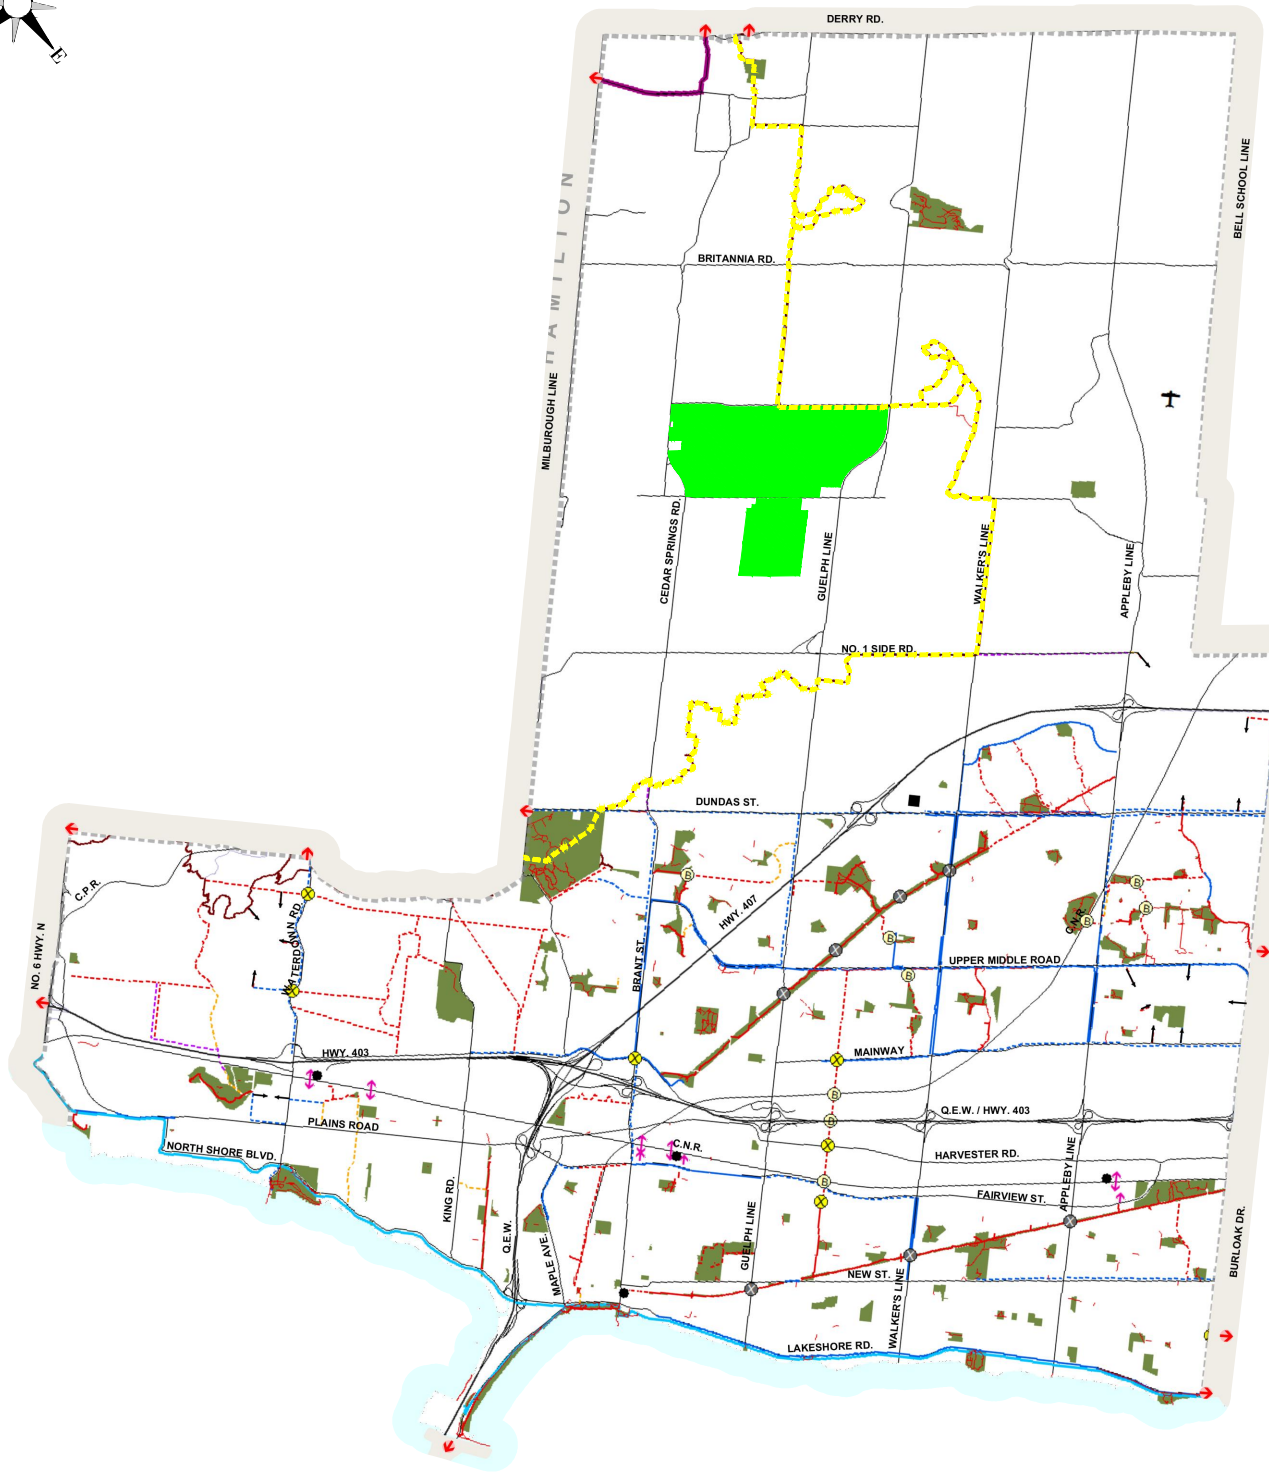 E
DERRY RD.
HAMILTON
BELL SCHOOL LINE
BRITANNIA RD.
MILBUROUGH LINE
CEDAR SPRINGS RD.
GUELPH LINE
WALKER'S LINE
APPLEBY LINE
NO. 1 SIDE RD.
DUNDAS ST.
C.P.R.
NO. 6 HWY. N
WATERDOWN RD.
BRANT ST.
HWY. 407
B
B
B
B
C.N.R.
B
UPPER MIDDLE ROAD
B
X
X
X
X
X
X
HWY. 403
X
X
MAINWAY
B
B
Q.E.W. / HWY. 403
PLAINS ROAD
NORTH SHORE BLVD.
C.N.R.
X
HARVESTER RD.
B
X
FAIRVIEW ST.
APPLEBY LINE
X
KING RD.
Q.E.W.
MAPLE AVE.
GUELPH LINE
X
NEW ST.
X
WALKER'S LINE
BURLOAK DR.
LAKESHORE RD.